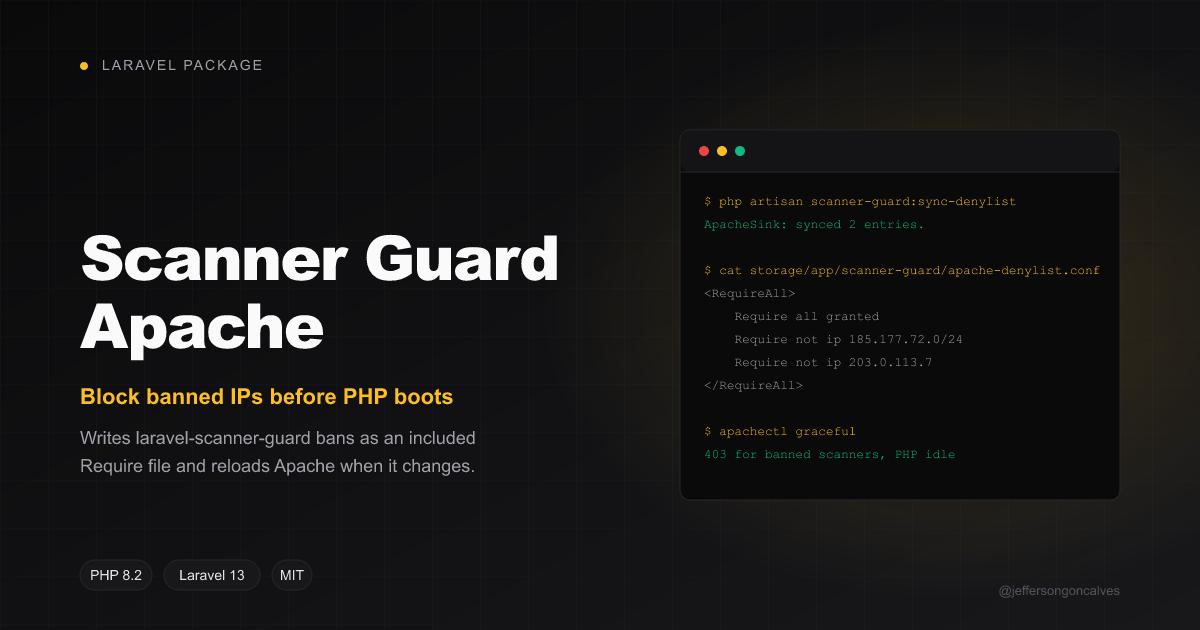 LARAVEL PACKAGE
Scanner Guard
Apache
Block banned IPs before PHP boots
Writes laravel-scanner-guard bans as an included
Require file and reloads Apache when it changes.
PHP 8.2
Laravel 13
MIT
$ php artisan scanner-guard:sync-denylist
ApacheSink: synced 2 entries.
$ cat storage/app/scanner-guard/apache-denylist.conf
<RequireAll>
    Require all granted
    Require not ip 185.177.72.0/24
    Require not ip 203.0.113.7
</RequireAll>
$ apachectl graceful
403 for banned scanners, PHP idle
@jeffersongoncalves